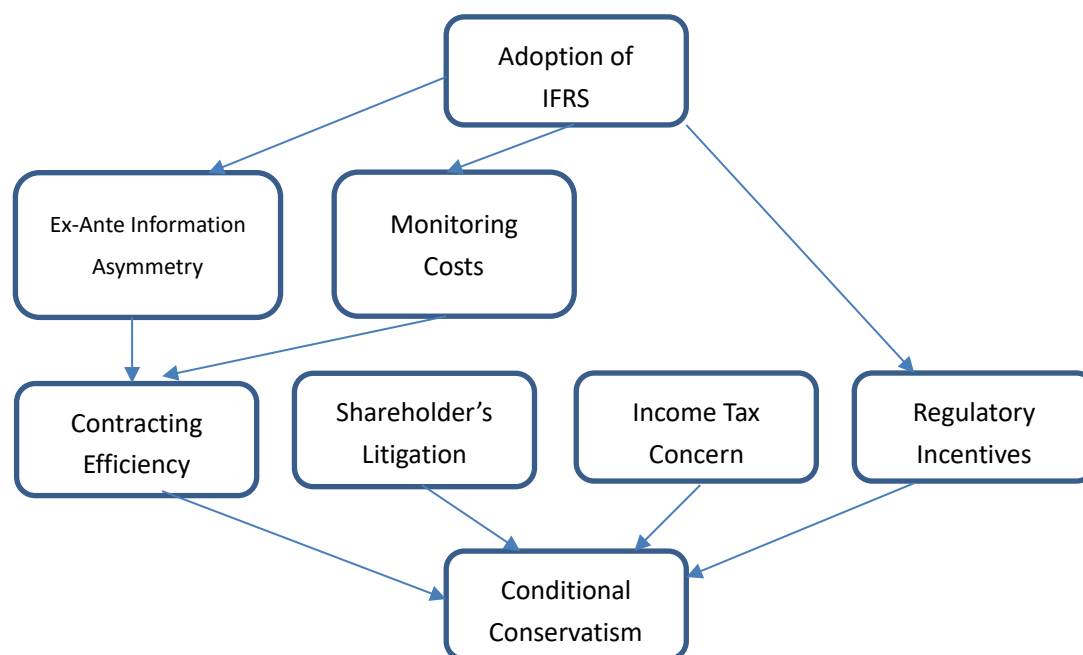 Adoption of
IFRS
Ex-Ante Information
Asymmetry
Monitoring
Costs
Contracting
Efficiency
Shareholder’s
Litigation
Income Tax
Concern
Regulatory
Incentives
Conditional
Conservatism